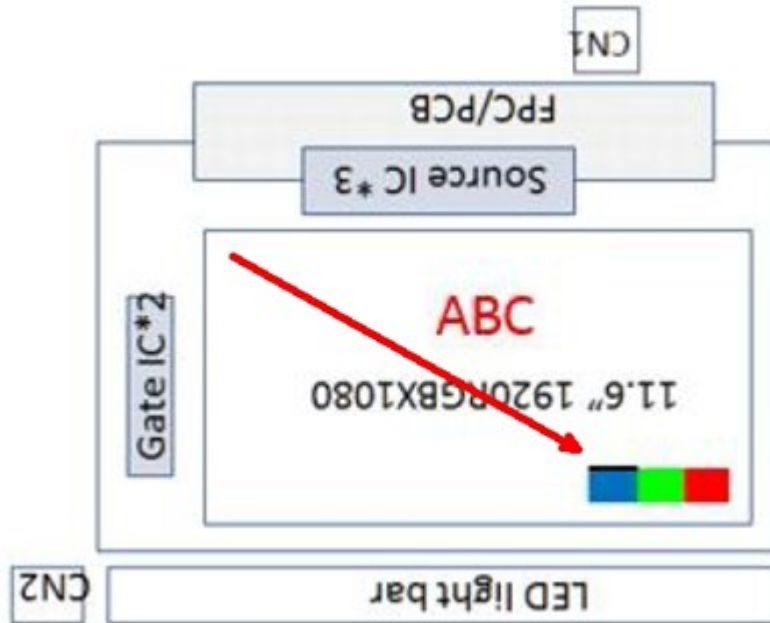 CN1
FPC/PCB
Source IC*3
Gate IC*2
ABC
11.6” 1920RGBX1080
CN2
LED light bar